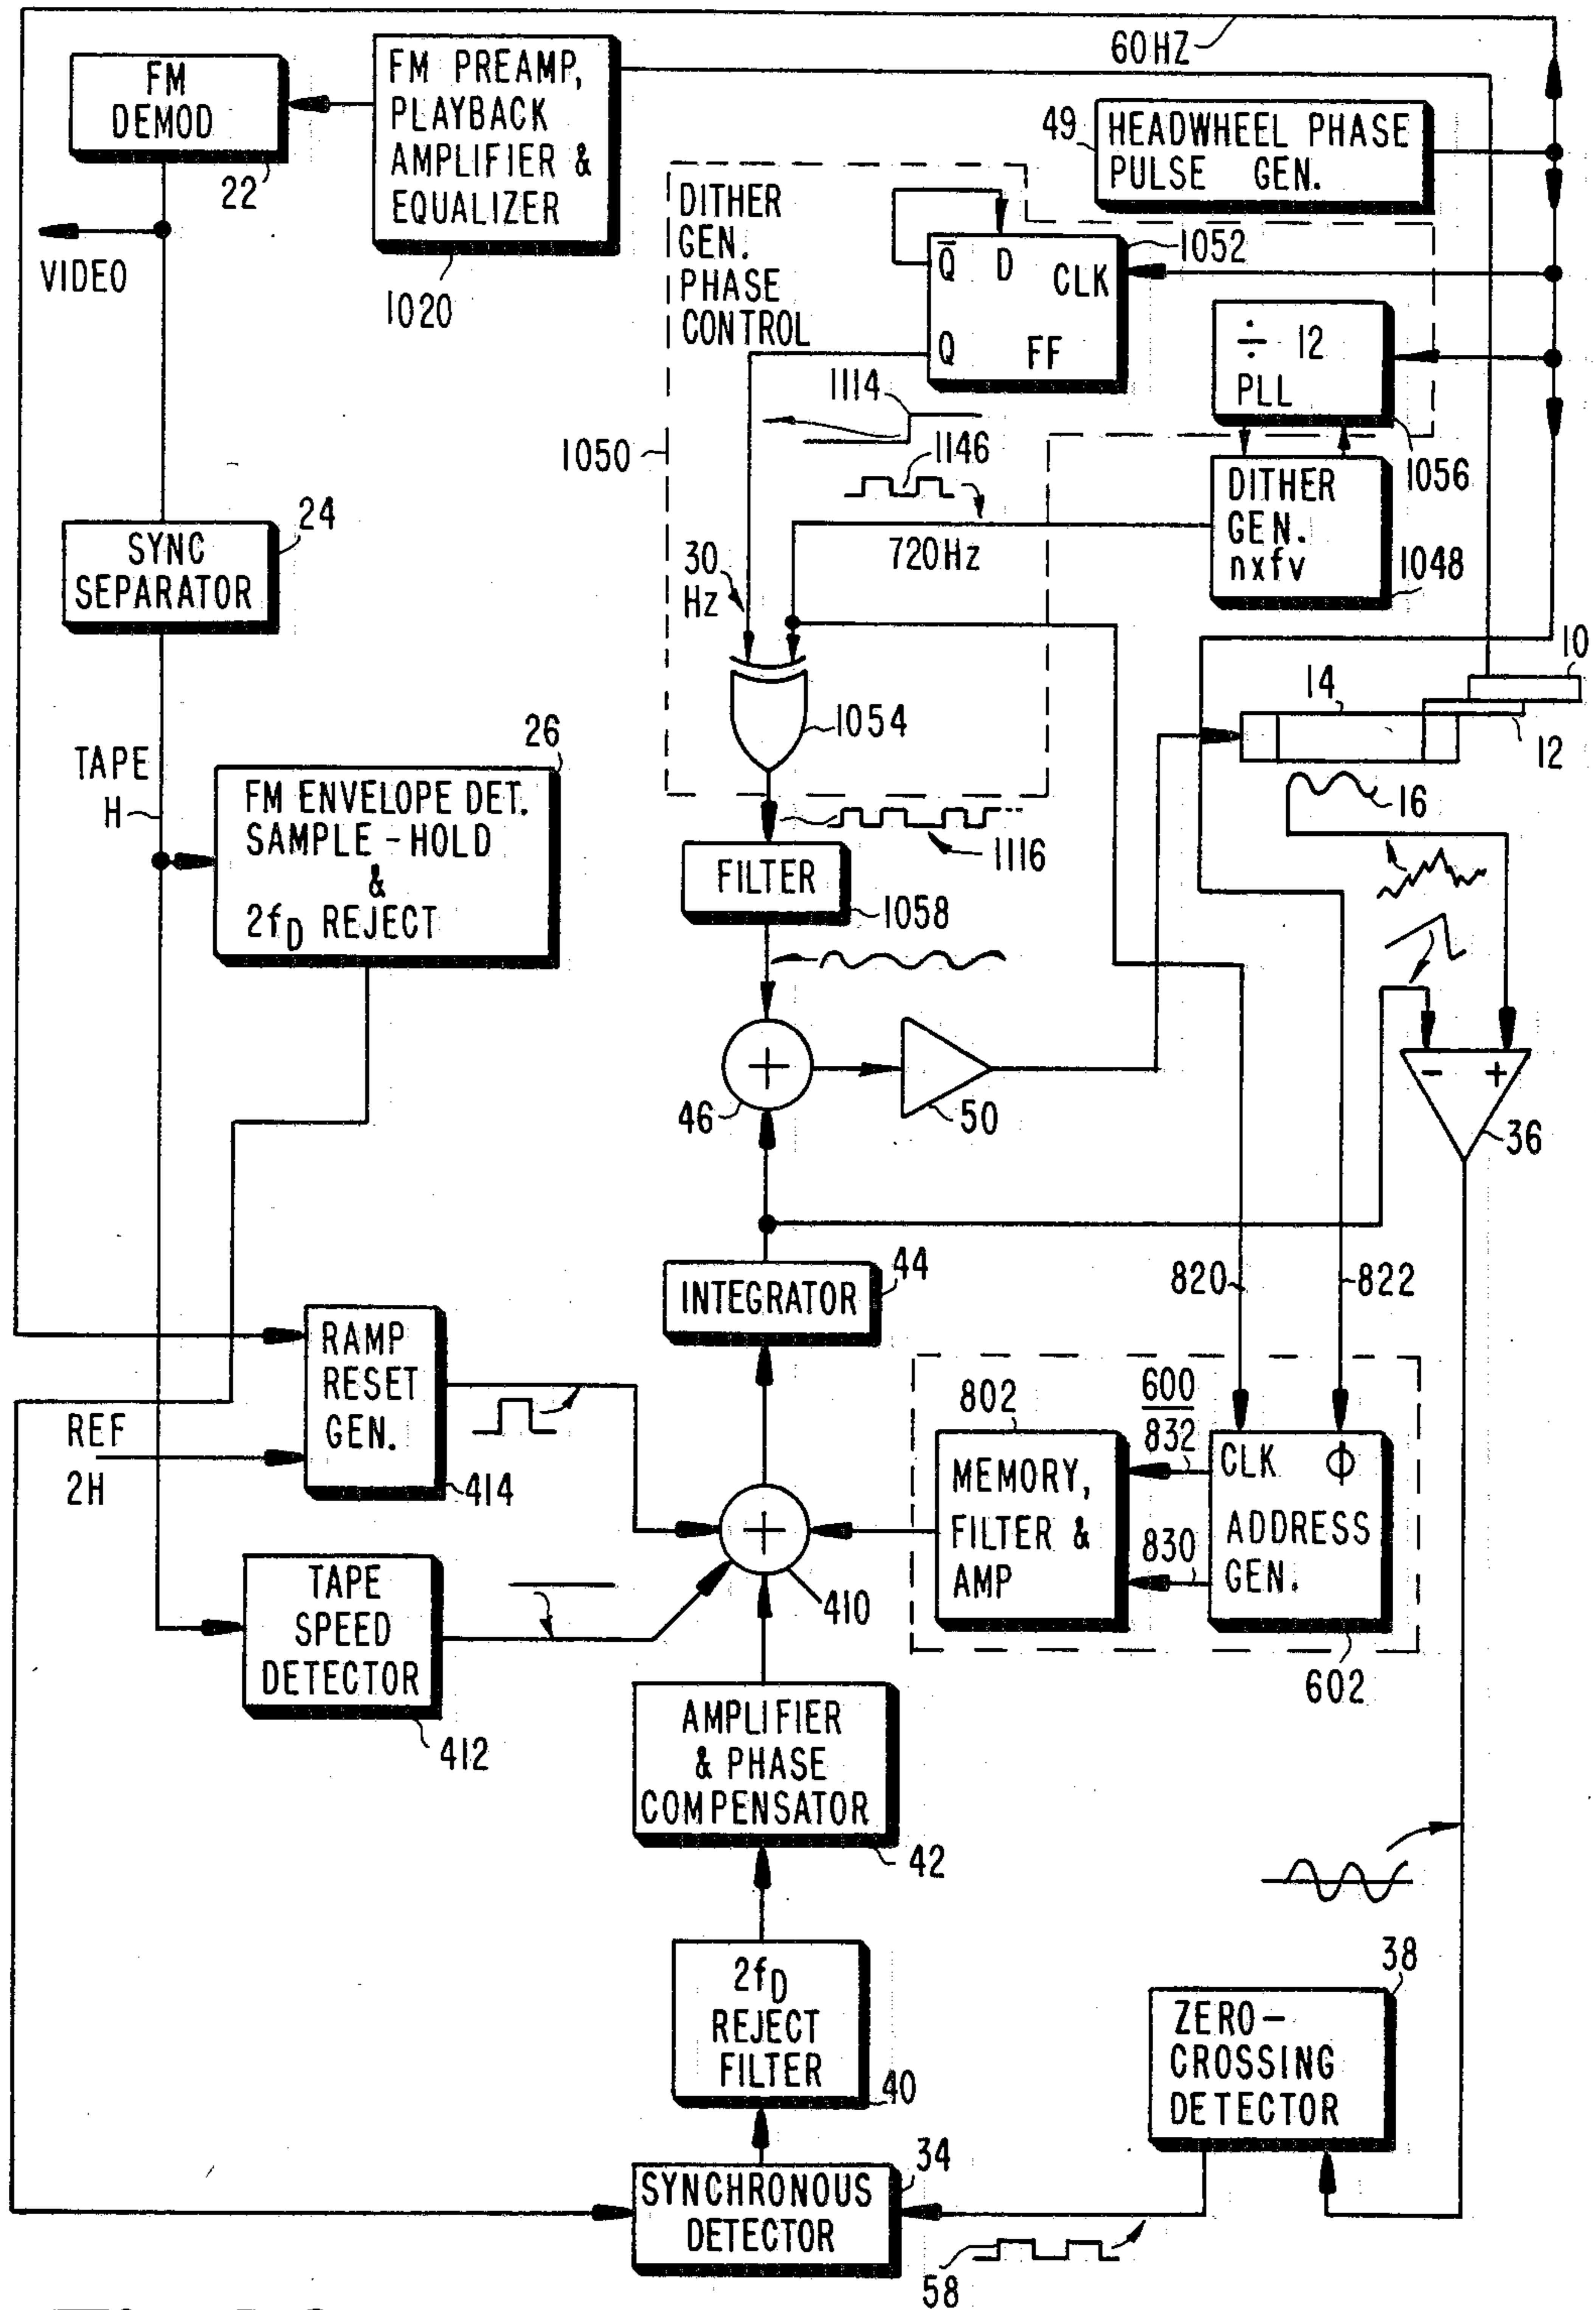 60HZ
FM
DEMOD
22
FM PREAMP,
PLAYBACK
AMPLIFIER &
EQUALIZER
1020
VIDEO
49
HEADWHEEL PHASE
PULSE GEN.
DITHER
GEN.
PHASE
CONTROL
Q̅ D
CLK
Q FF
1052
÷ 12
PLL
1056
1114
1146
1050
DITHER
GEN.
nxfv
1048
30
Hz
720Hz
24
SYNC
SEPARATOR
10
14
12
16
1054
TAPE
H
26
FM ENVELOPE DET.
SAMPLE-HOLD
&
2fD REJECT
1116
FILTER
1058
+
46
50
- +
36
INTEGRATOR
44
820
822
RAMP
RESET
GEN.
414
REF
2H
802
600
832
MEMORY,
FILTER &
AMP
830
CLK ϕ
ADDRESS
GEN.
602
+
410
TAPE
SPEED
DETECTOR
412
AMPLIFIER
& PHASE
COMPENSATOR
42
2fD
REJECT
FILTER
40
38
ZERO-
CROSSING
DETECTOR
34
SYNCHRONOUS
DETECTOR
58